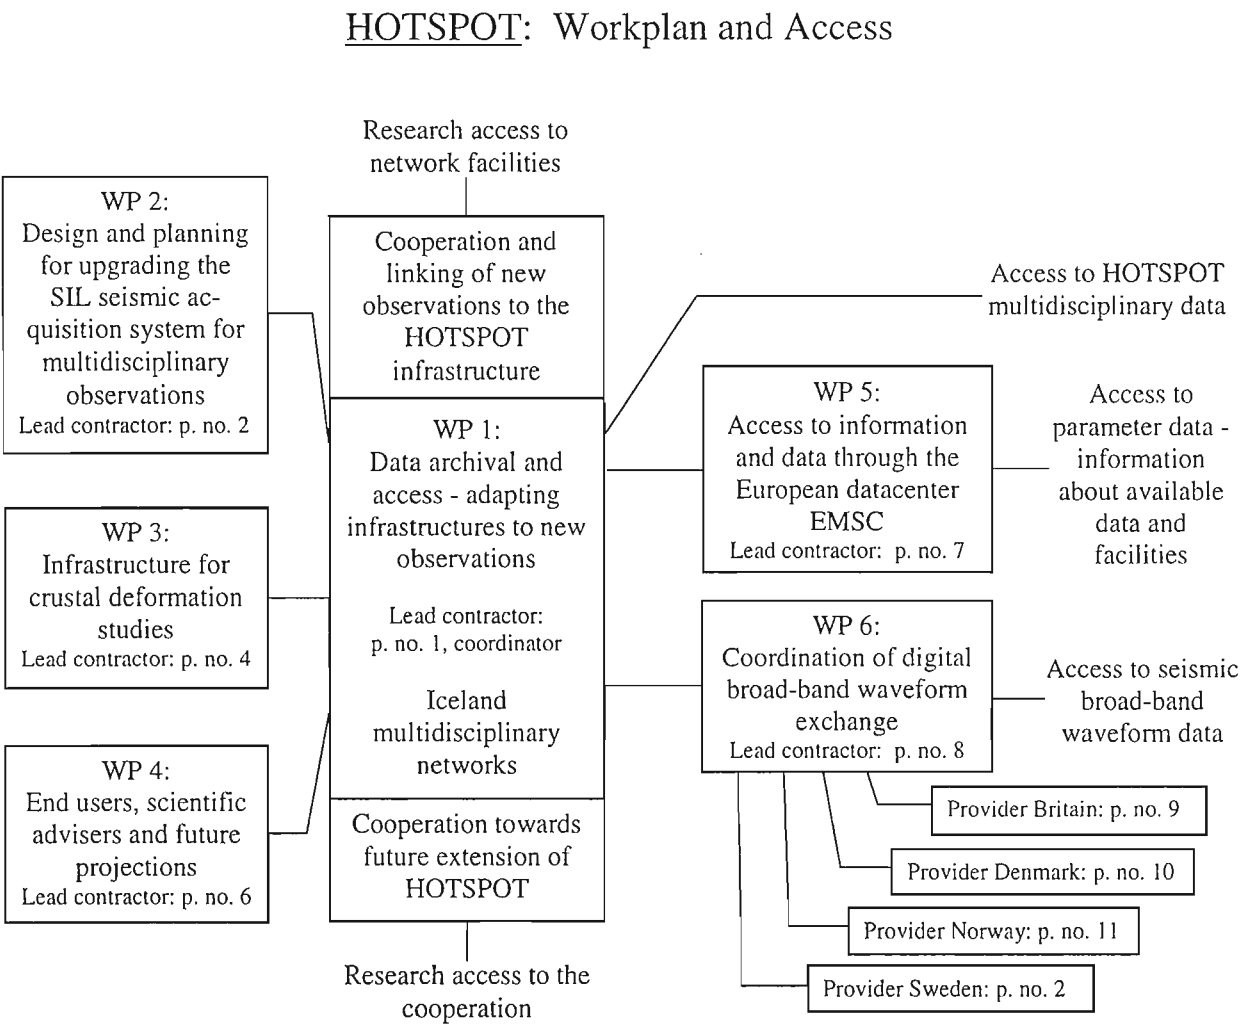 HOTSPOT: Workplan and Access
Research access to
network facilities
WP 2:
Design and planning
for upgrading the
SIL seismic ac-
quisition system for
multidisciplinary
observations
Lead contractor: p. no. 2
WP 3:
Infrastructure for
crustal deformation
studies
Lead contractor: p. no. 4
WP 4:
End users, scientific
advisers and future
projections
Lead contractor: p. no. 6
Cooperation and
linking of new
observations to the
HOTSPOT
infrastructure
WP 1:
Data archival and
access - adapting
infrastructures to new
observations
Lead contractor:
p. no. 1, coordinator
Iceland
multidisciplinary
networks
Cooperation towards
future extension of
HOTSPOT
Research access to the
cooperation
Access to HOTSPOT
multidisciplinary data
WP 5:
Access to information
and data through the
European datacenter
EMSC
Lead contractor: p. no. 7
Access to
parameter data -
information
about available
data and
facilities
WP 6:
Coordination of digital
broad-band waveform
exchange
Lead contractor: p. no. 8
Access to seismic
broad-band
waveform data
Provider Britain: p. no. 9
Provider Denmark: p. no. 10
Provider Norway: p. no. 11
Provider Sweden: p. no. 2